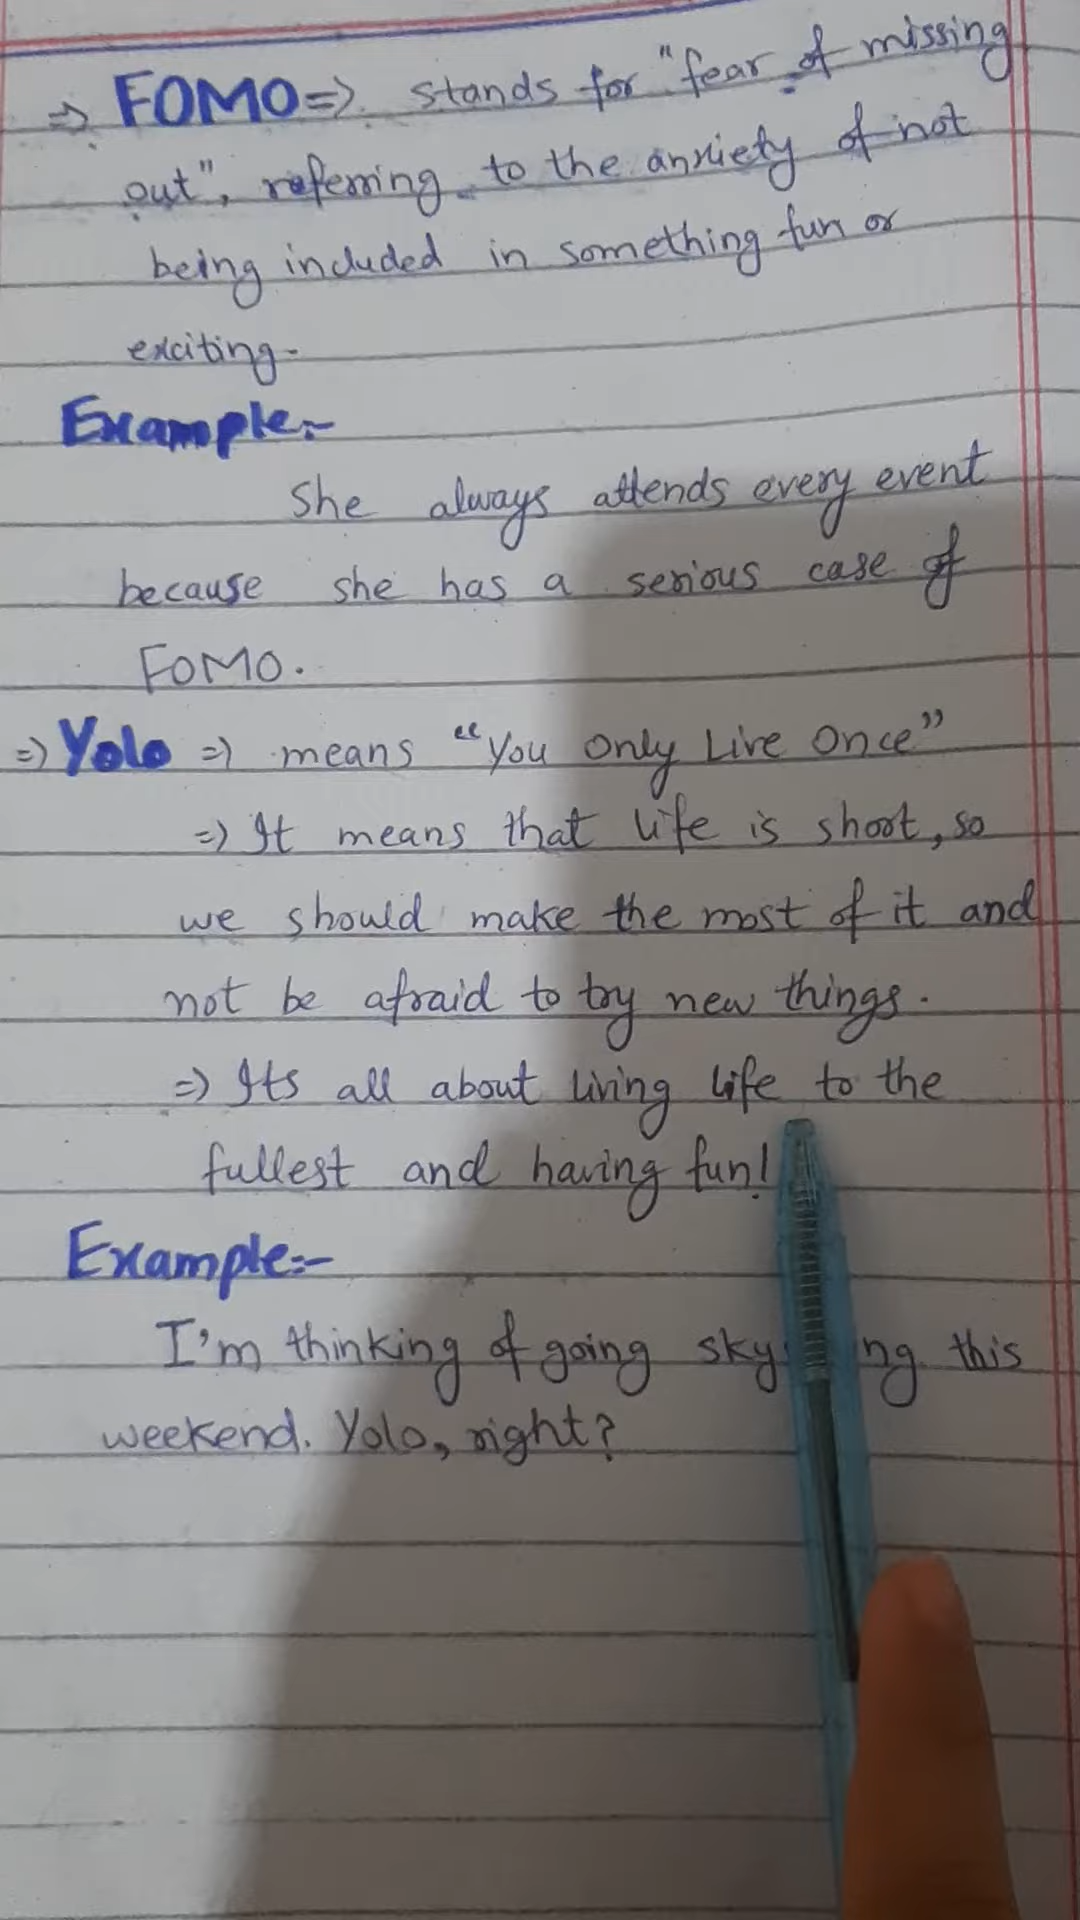 => FOMO => stands for "fear of missing
out", referring to the anxiety of not
being included in something fun or
exciting.
Example:-
She always attends every event
because she has a serious case of
FOMO.
=> Yolo => means "You Only Live Once"
=> It means that life is short, so
we should make the most of it and
not be afraid to try new things.
=> Its all about living life to the
fullest and having fun!
Example:-
I'm thinking of going this
weekend. Yolo, right?